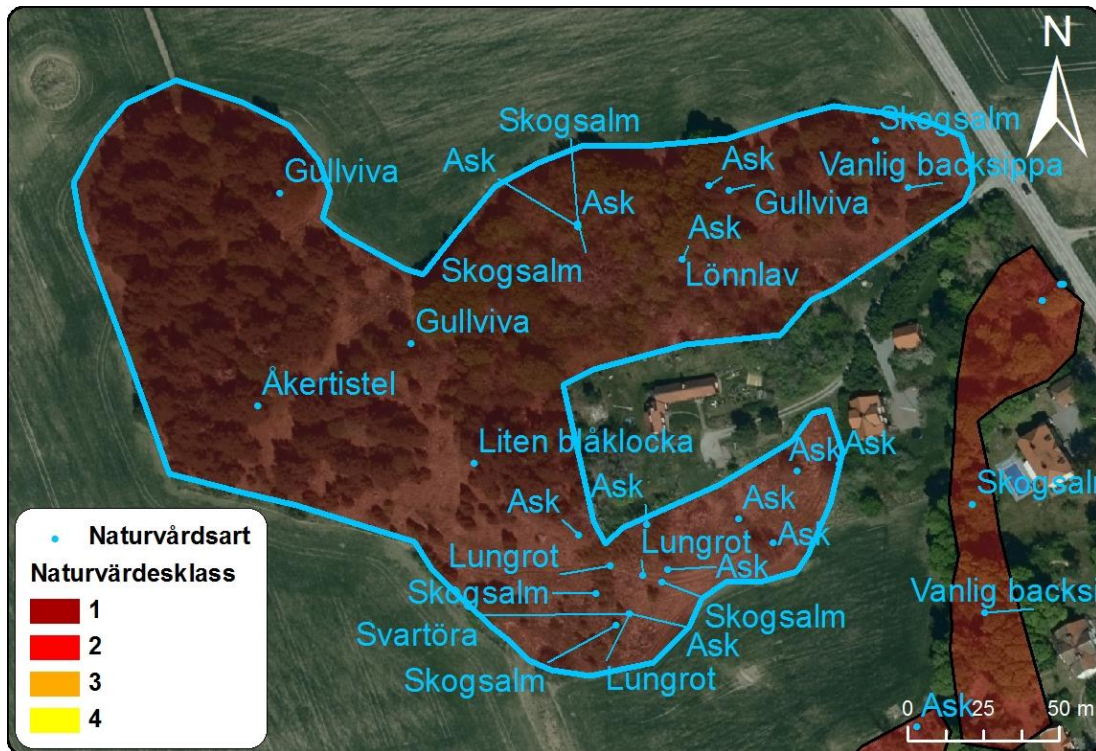 N
Skogsalm
Skogsalm
Ask
Ask
Vanlig backsippa
Gullviva
Ask
Gullviva
Ask
Skogsalm
Lönnlav
Gullviva
Åkertistel
Liten blåklocka
Ask
Ask
Ask
Ask
Skogsalm
Ask
Ask
Lungrot
Lungrot
Ask
Skogsalm
Skogsalm
Vanlig backsi
Svartöra
Ask
Skogsalm
Lungrot
Ask
0 25 50 m
Naturvårdsart
Naturvärdesklass
1
2
3
4